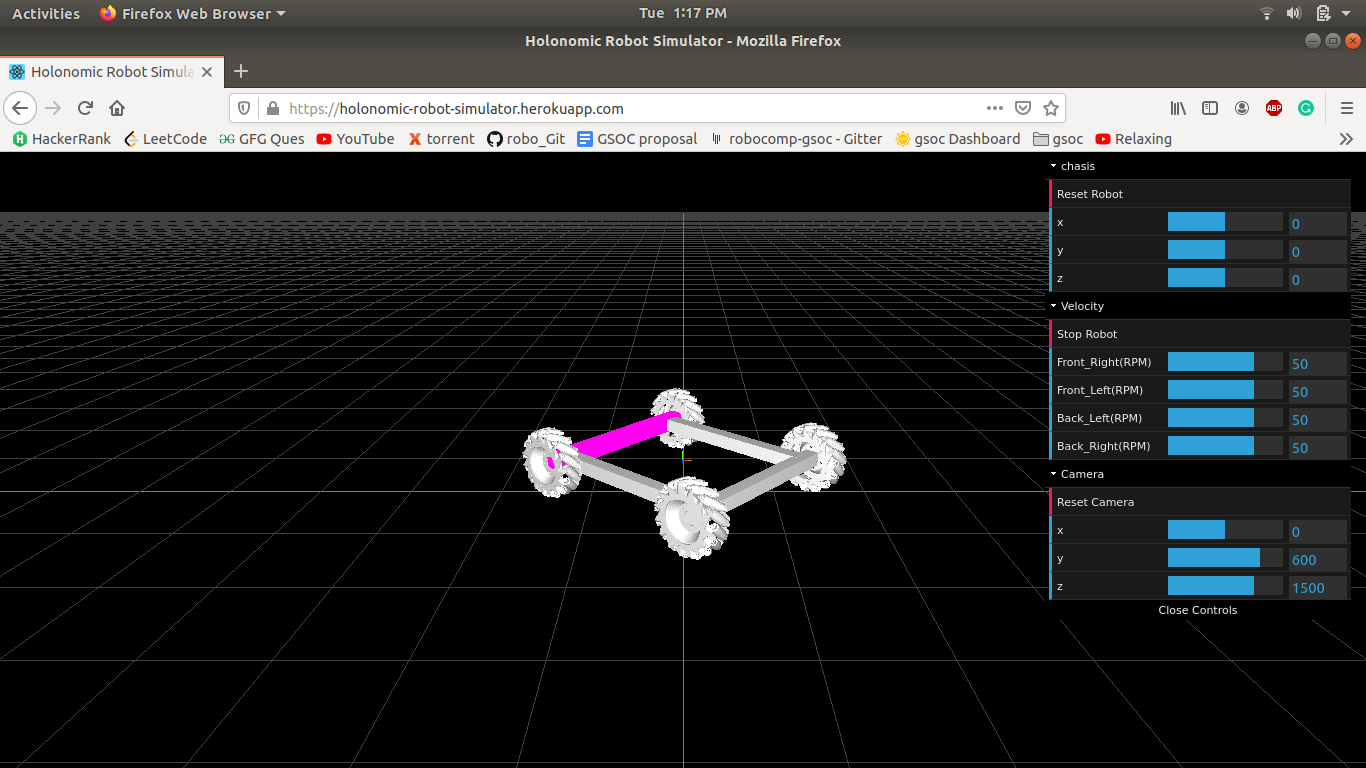 Activities Firefox Web Browser Tue 1:17 PM
Holonomic Robot Simulator - Mozilla Firefox
Holonomic Robot Simula
https://holonomic-robot-simulator.herokuapp.com ABP
HackerRank LeetCode GFG Ques YouTube torrent robo_Git GSOC proposal robocomp-gsoc - Gitter gsoc Dashboard gsoc Relaxing
chasis
Reset Robot
x 0
y 0
z 0
Velocity
Stop Robot
Front_Right(RPM) 50
Front_Left(RPM) 50
Back_Left(RPM) 50
Back_Right(RPM) 50
Camera
Reset Camera
x 0
y 600
z 1500
Close Controls